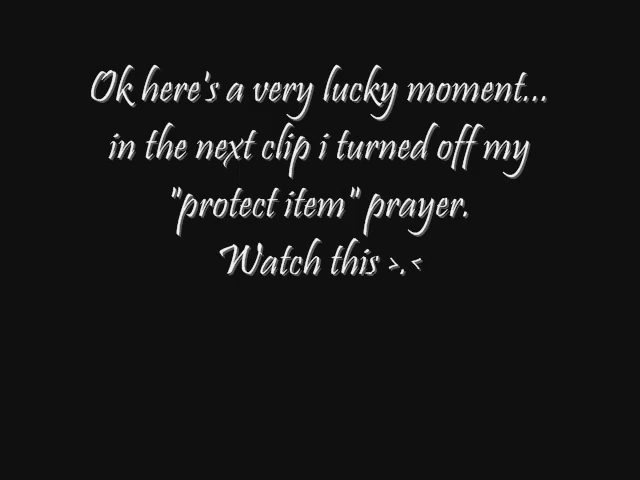 Ok here's a very lucky moment...
in the next clip i turned off my
"protect item" prayer.
Watch this >.<